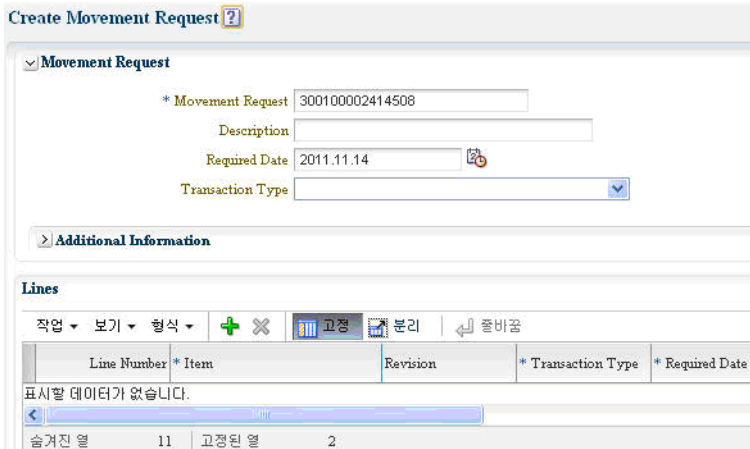 Create Movement Request ?
Movement Request
* Movement Request 300100002414508
Description
Required Date 2011.11.14
Transaction Type
Additional Information
Lines
작업 보기 형식 고정 분리 줄바꿈
Line Number * Item Revision * Transaction Type * Required Date
표시할 데이터가 없습니다.
숨겨진 열 11 고정된 열 2